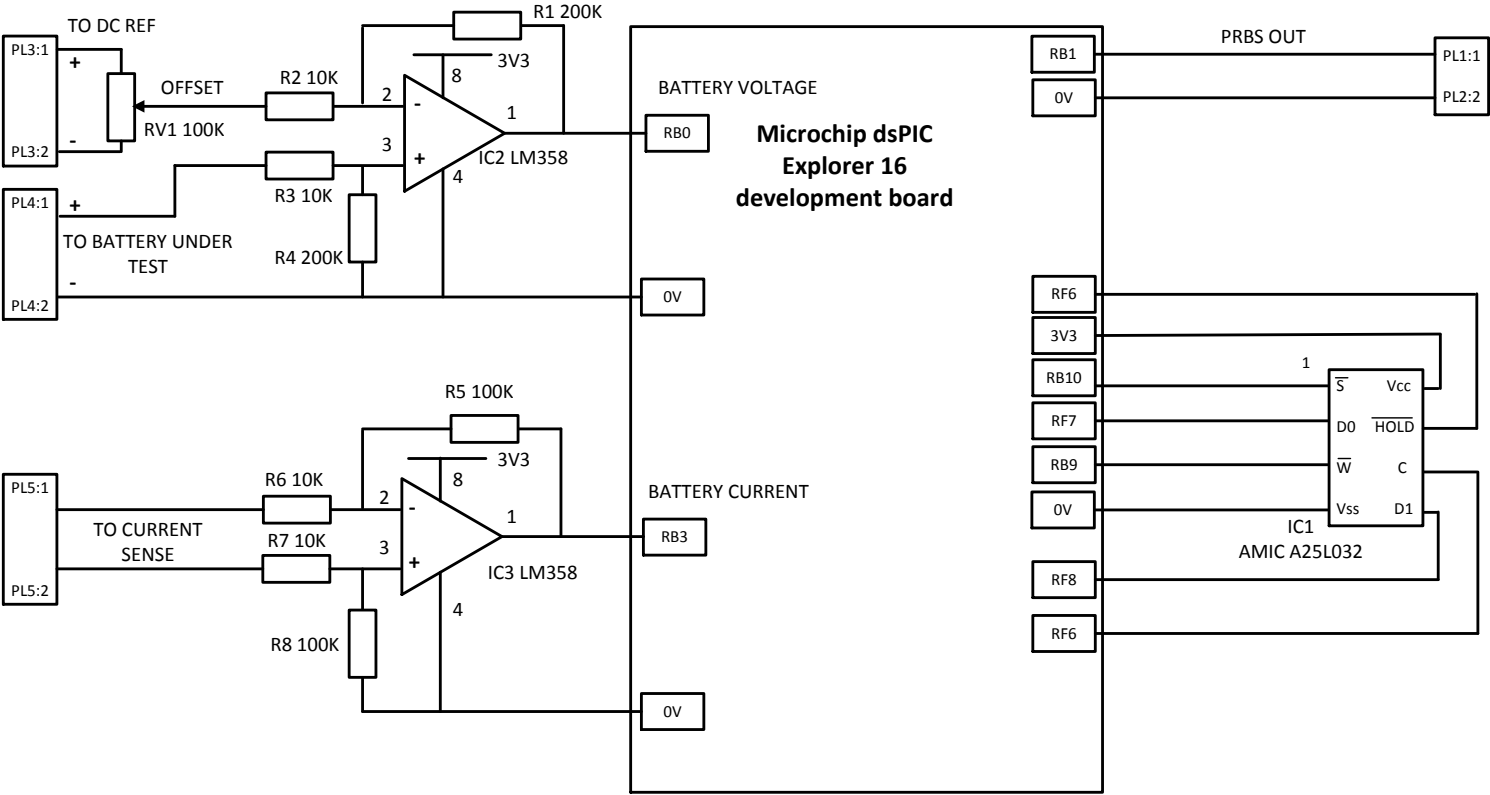 TO DC REF
PL3:1
+
OFFSET
RV1 100K
-
PL3:2
PL4:1
+
TO BATTERY UNDER
TEST
-
PL4:2
R1 200K
R2 10K
3V3
8
2
-
1
3
+
IC2 LM358
4
R3 10K
R4 200K
BATTERY VOLTAGE
RB0
0V
Microchip dsPIC
Explorer 16
development board
R5 100K
R6 10K
3V3
8
2
-
1
3
+
IC3 LM358
4
R7 10K
R8 100K
PL5:1
TO CURRENT
SENSE
PL5:2
BATTERY CURRENT
RB3
0V
RB1
0V
PRBS OUT
PL1:1
PL2:2
RF6
3V3
RB10
RF7
RB9
0V
RF8
RF6
1
S̅ Vcc
D0 H̅O̅L̅D̅
W̅ C
Vss D1
IC1
AMIC A25L032